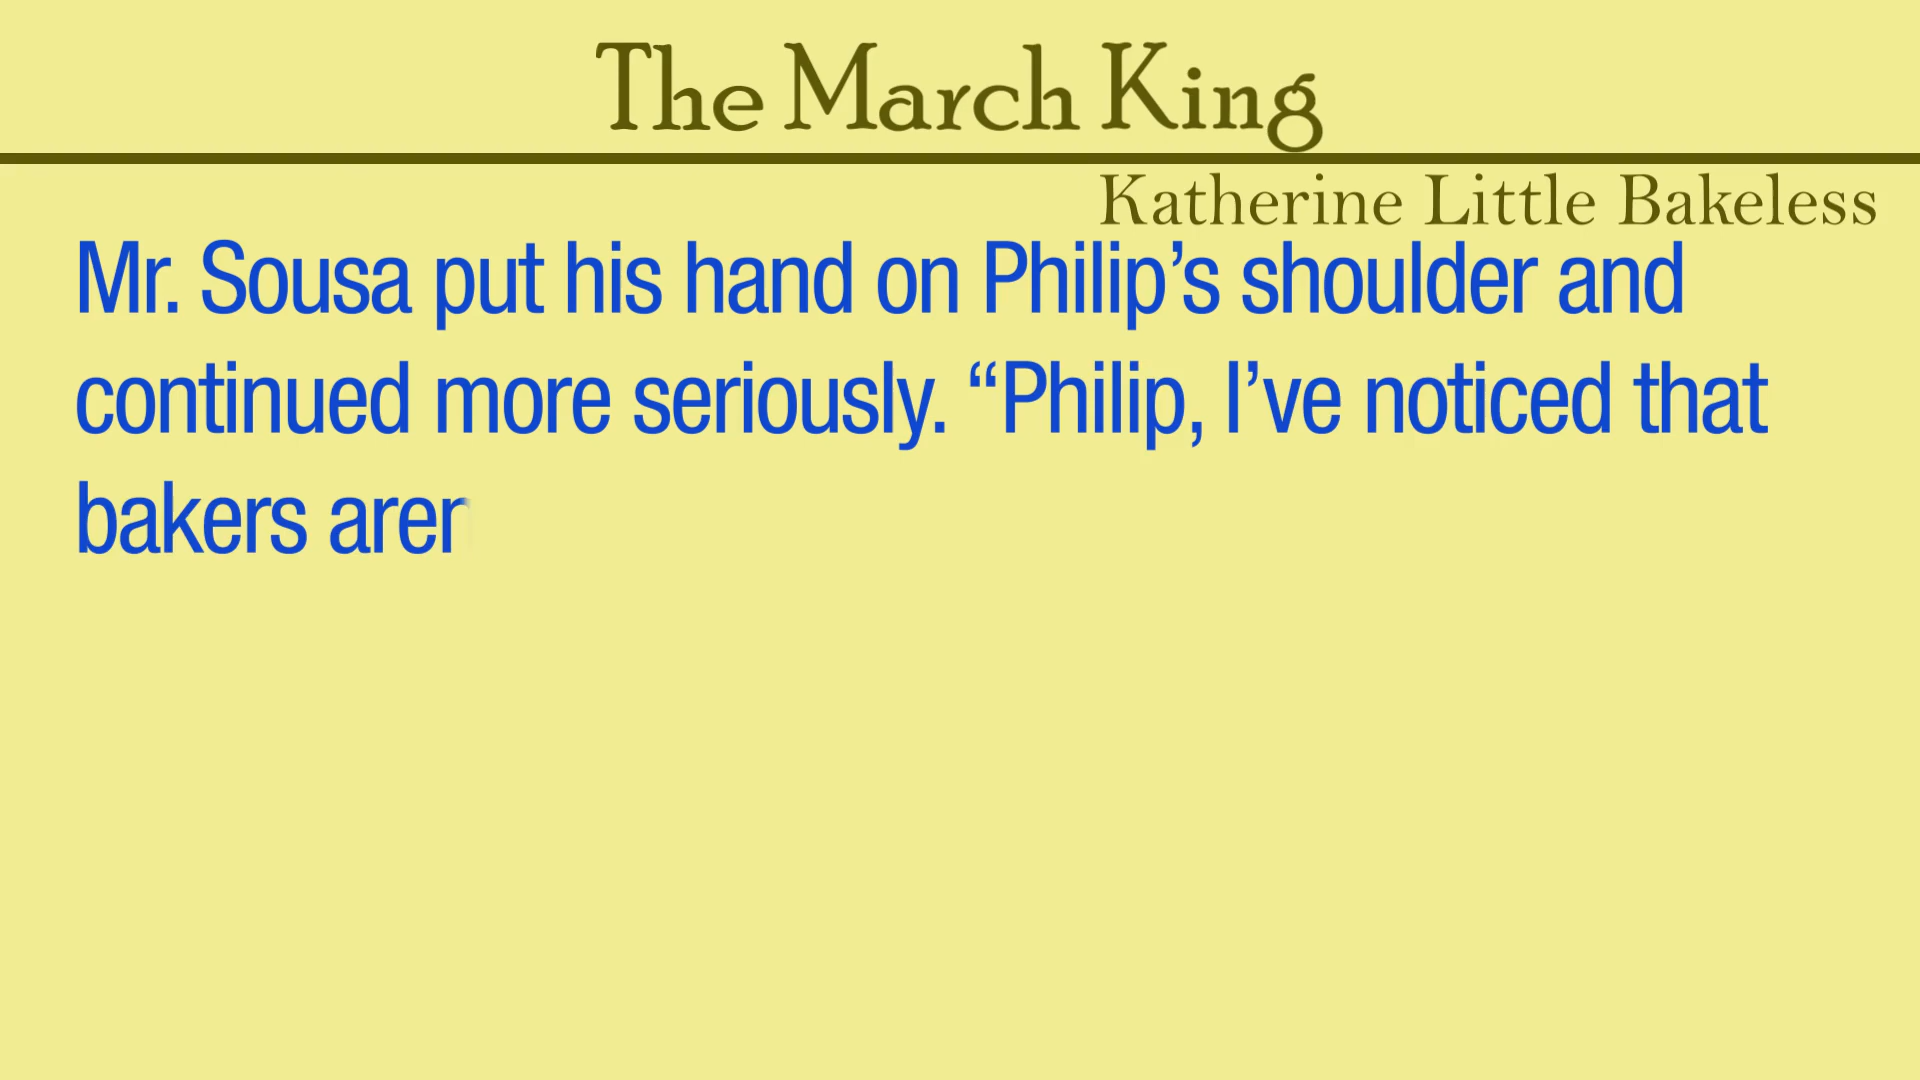 The March King
Katherine Little Bakeless
Mr. Sousa put his hand on Philip’s shoulder and
continued more seriously. “Philip, I’ve noticed that
bakers aren